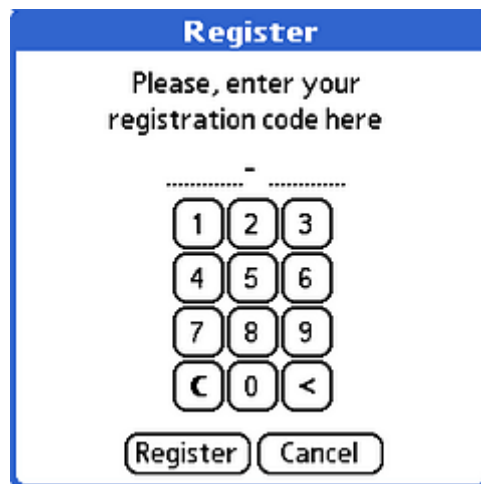 Register
Please, enter your
registration code here
-
1 2 3
4 5 6
7 8 9
C 0 <
Register Cancel